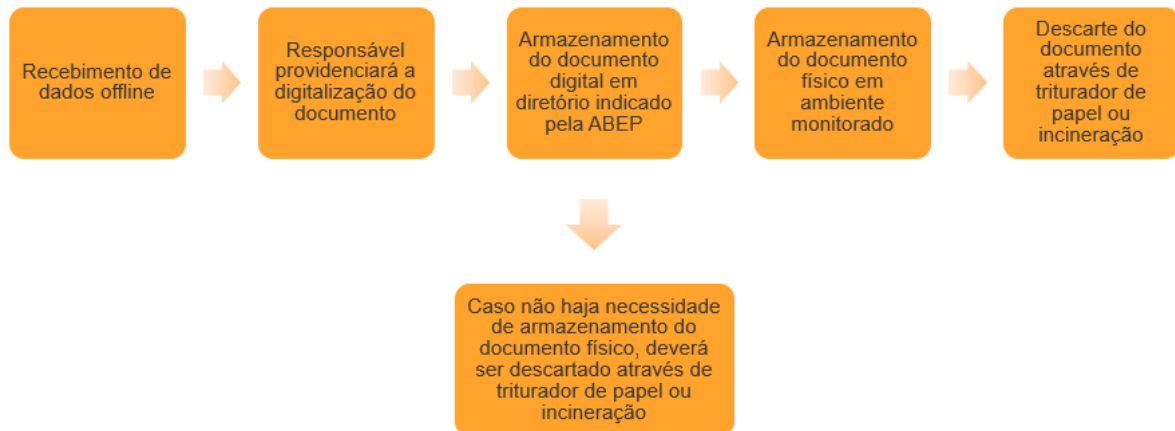 Recebimento de
dados offline
Responsável
providenciará a
digitalização do
documento
Armazenamento
do documento
digital em
diretório indicado
pela ABEP
Armazenamento
do documento
físico em
ambiente
monitorado
Descarte do
documento
através de
triturador de
papel ou
incineração
Caso não haja necessidade
de armazenamento do
documento físico, deverá
ser descartado através de
triturador de papel ou
incineração